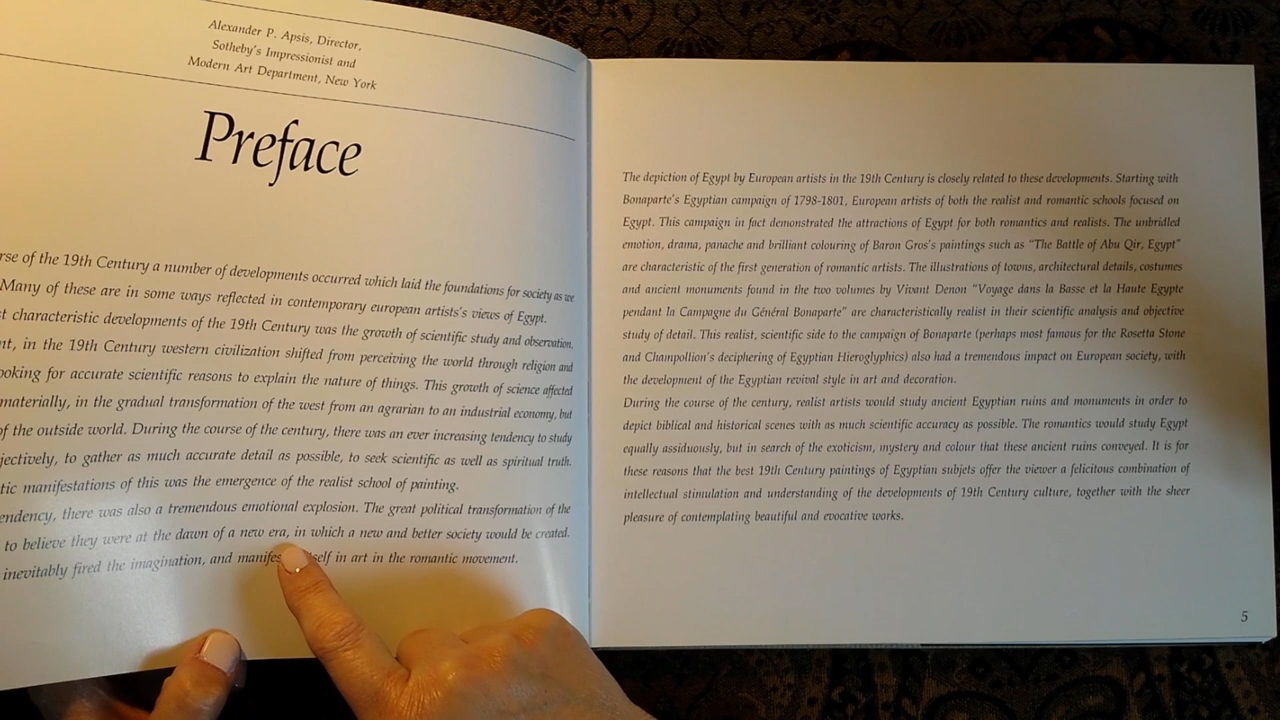 Alexander P. Apsis, Director,
Sotheby's Impressionist and
Modern Art Department, New York
Preface
of the 19th Century a number of developments occurred which laid the foundations for society as we
Many of these are in some ways reflected in contemporary european artists's views of Egypt.
characteristic developments of the 19th Century was the growth of scientific study and observation.
in the 19th Century western civilization shifted from perceiving the world through religion and
looking for accurate scientific reasons to explain the nature of things. This growth of science affected
materially, in the gradual transformation of the west from an agrarian to an industrial economy, but
of the outside world. During the course of the century, there was an ever increasing tendency to study
jectively, to gather as much accurate detail as possible, to seek scientific as well as spiritual truth.
tic manifestations of this was the emergence of the realist school of painting.
endency, there was also a tremendous emotional explosion. The great political transformation of the
to believe they were at the dawn of a new era, in which a new and better society would be created.
inevitably fired the imagination, and manifes self in art in the romantic movement.
The depiction of Egypt by European artists in the 19th Century is closely related to these developments. Starting with
Bonaparte's Egyptian campaign of 1798-1801, European artists of both the realist and romantic schools focused on
Egypt. This campaign in fact demonstrated the attractions of Egypt for both romantics and realists. The unbridled
emotion, drama, panache and brilliant colouring of Baron Gros's paintings such as "The Battle of Abu Qir, Egypt"
are characteristic of the first generation of romantic artists. The illustrations of towns, architectural details, costumes
and ancient monuments found in the two volumes by Vivant Denon "Voyage dans la Basse et la Haute Egypte
pendant la Campagne du Général Bonaparte" are characteristically realist in their scientific analysis and objective
study of detail. This realist, scientific side to the campaign of Bonaparte (perhaps most famous for the Rosetta Stone
and Champollion's deciphering of Egyptian Hieroglyphics) also had a tremendous impact on European society, with
the development of the Egyptian revival style in art and decoration.
During the course of the century, realist artists would study ancient Egyptian ruins and monuments in order to
depict biblical and historical scenes with as much scientific accuracy as possible. The romantics would study Egypt
equally assiduously, but in search of the exoticism, mystery and colour that these ancient ruins conveyed. It is for
these reasons that the best 19th Century paintings of Egyptian subjets offer the viewer a felicitous combination of
intellectual stimulation and understanding of the developments of 19th Century culture, together with the sheer
pleasure of contemplating beautiful and evocative works.
5